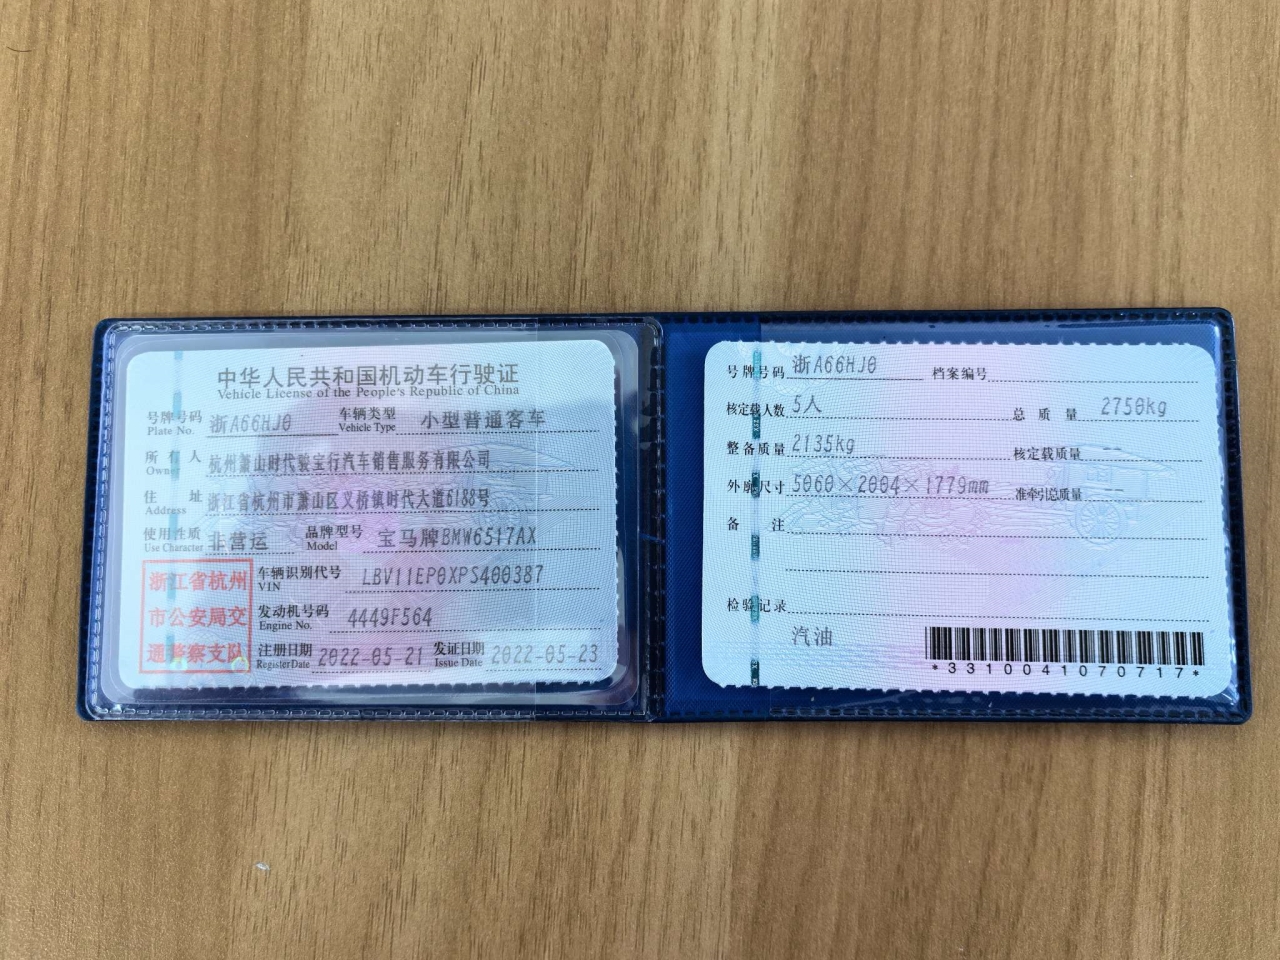 中华人民共和国机动车行驶证
Vehicle License of the People's Republic of China
号牌号码 浙A66HJ0 车辆类型 小型普通客车
Plate No. Vehicle Type
所有人 杭州萧山时代骏宝行汽车销售服务有限公司
Owner
住址 浙江省杭州市萧山区义桥镇时代大道6188号
Address
使用性质 非营运 品牌型号 宝马牌BMW6517AX
Use Character Model
浙江省杭州
市公安局交
通警察支队
车辆识别代号 LBV11EP0XPS400387
VIN
发动机号码 4449F564
Engine No.
注册日期 2022-05-21 发证日期 2022-05-23
Register Date Issue Date
号牌号码 浙A66HJ0 档案编号
核定载人数 5人 总质量 2750kg
整备质量 2135kg 核定载质量 --
外廓尺寸 5060×2004×1779mm 准牵引总质量 --
备注
检验记录
汽油
*3310041070717*